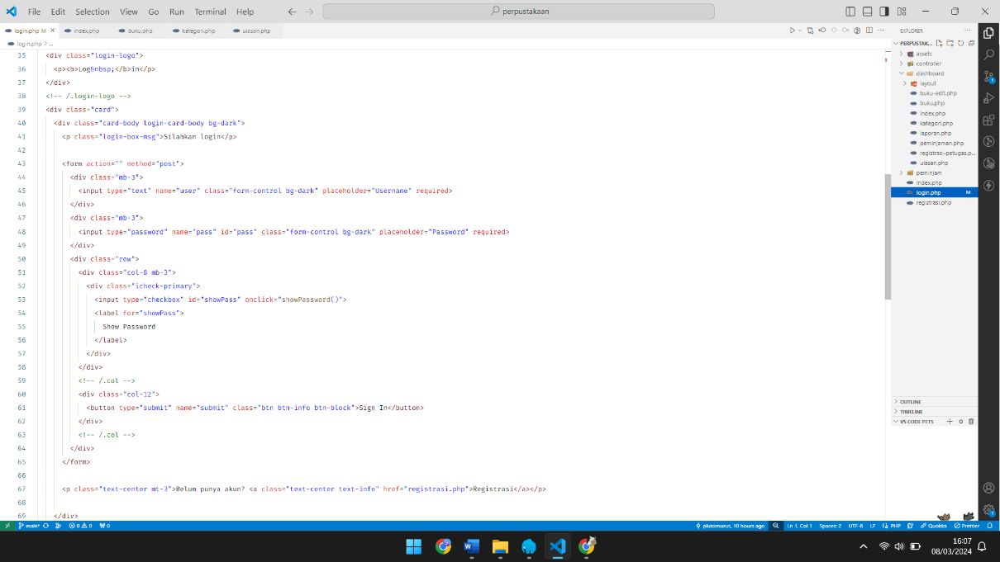 File Edit Selection View Go Run Terminal Help
perpustakaan
login.php M
index.php
buku.php
kategori.php
ulasan.php
login.php > ...
35 <div class="login-logo">
36 <p><b>Log&nbsp;</b>in</p>
37 </div>
38 <!-- /.login-logo -->
39 <div class="card">
40 <div class="card-body login-card-body bg-dark">
41 <p class="login-box-msg">Silahkan login</p>
42
43 <form action="" method="post">
44 <div class="mb-3">
45 <input type="text" name="user" class="form-control bg-dark" placeholder="Username" required>
46 </div>
47 <div class="mb-3">
48 <input type="password" name="pass" id="pass" class="form-control bg-dark" placeholder="Password" required>
49 </div>
50 <div class="row">
51 <div class="col-8 mb-3">
52 <div class="icheck-primary">
53 <input type="checkbox" id="showPass" onclick="showPassword()">
54 <label for="showPass">
55 Show Password
56 </label>
57 </div>
58 </div>
59 <!-- /.col -->
60 <div class="col-12">
61 <button type="submit" name="submit" class="btn btn-info btn-block">Sign In</button>
62 </div>
63 <!-- /.col -->
64 </div>
65 </form>
66
67 <p class="text-center mt-3">Belum punya akun? <a class="text-center text-info" href="registrasi.php">Registrasi</a></p>
68
69 </div>
EXPLORER
PERPUSTAK...
assets
controller
dashboard
layout
buku-edit.php
buku.php
index.php
kategori.php
laporan.php
peminjaman.php
registrasi-petugas.p...
ulasan.php
peminjam
index.php
login.php M
registrasi.php
OUTLINE
TIMELINE
VS CODE PETS
main* 0 0 0
plutomurus, 10 hours ago Ln 1, Col 1 Spaces: 2 UTF-8 LF PHP Quokka Prettier
16:07
08/03/2024